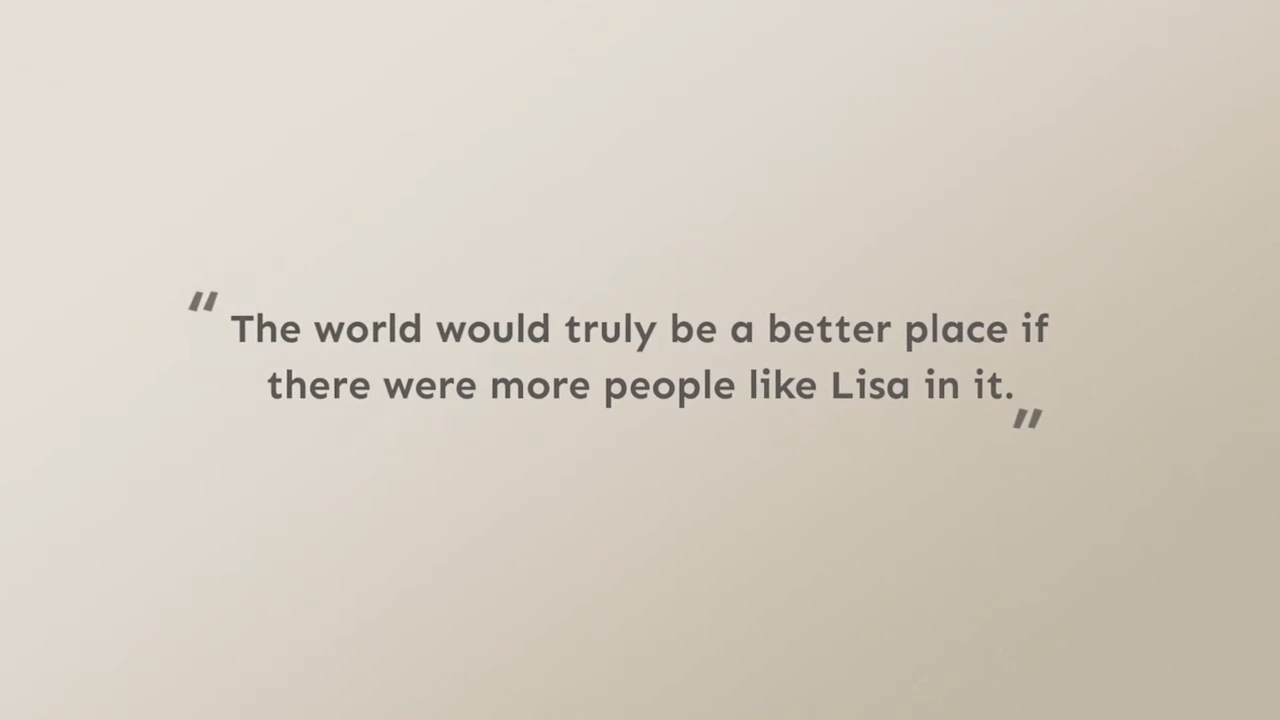 “The world would truly be a better place if
there were more people like Lisa in it.”